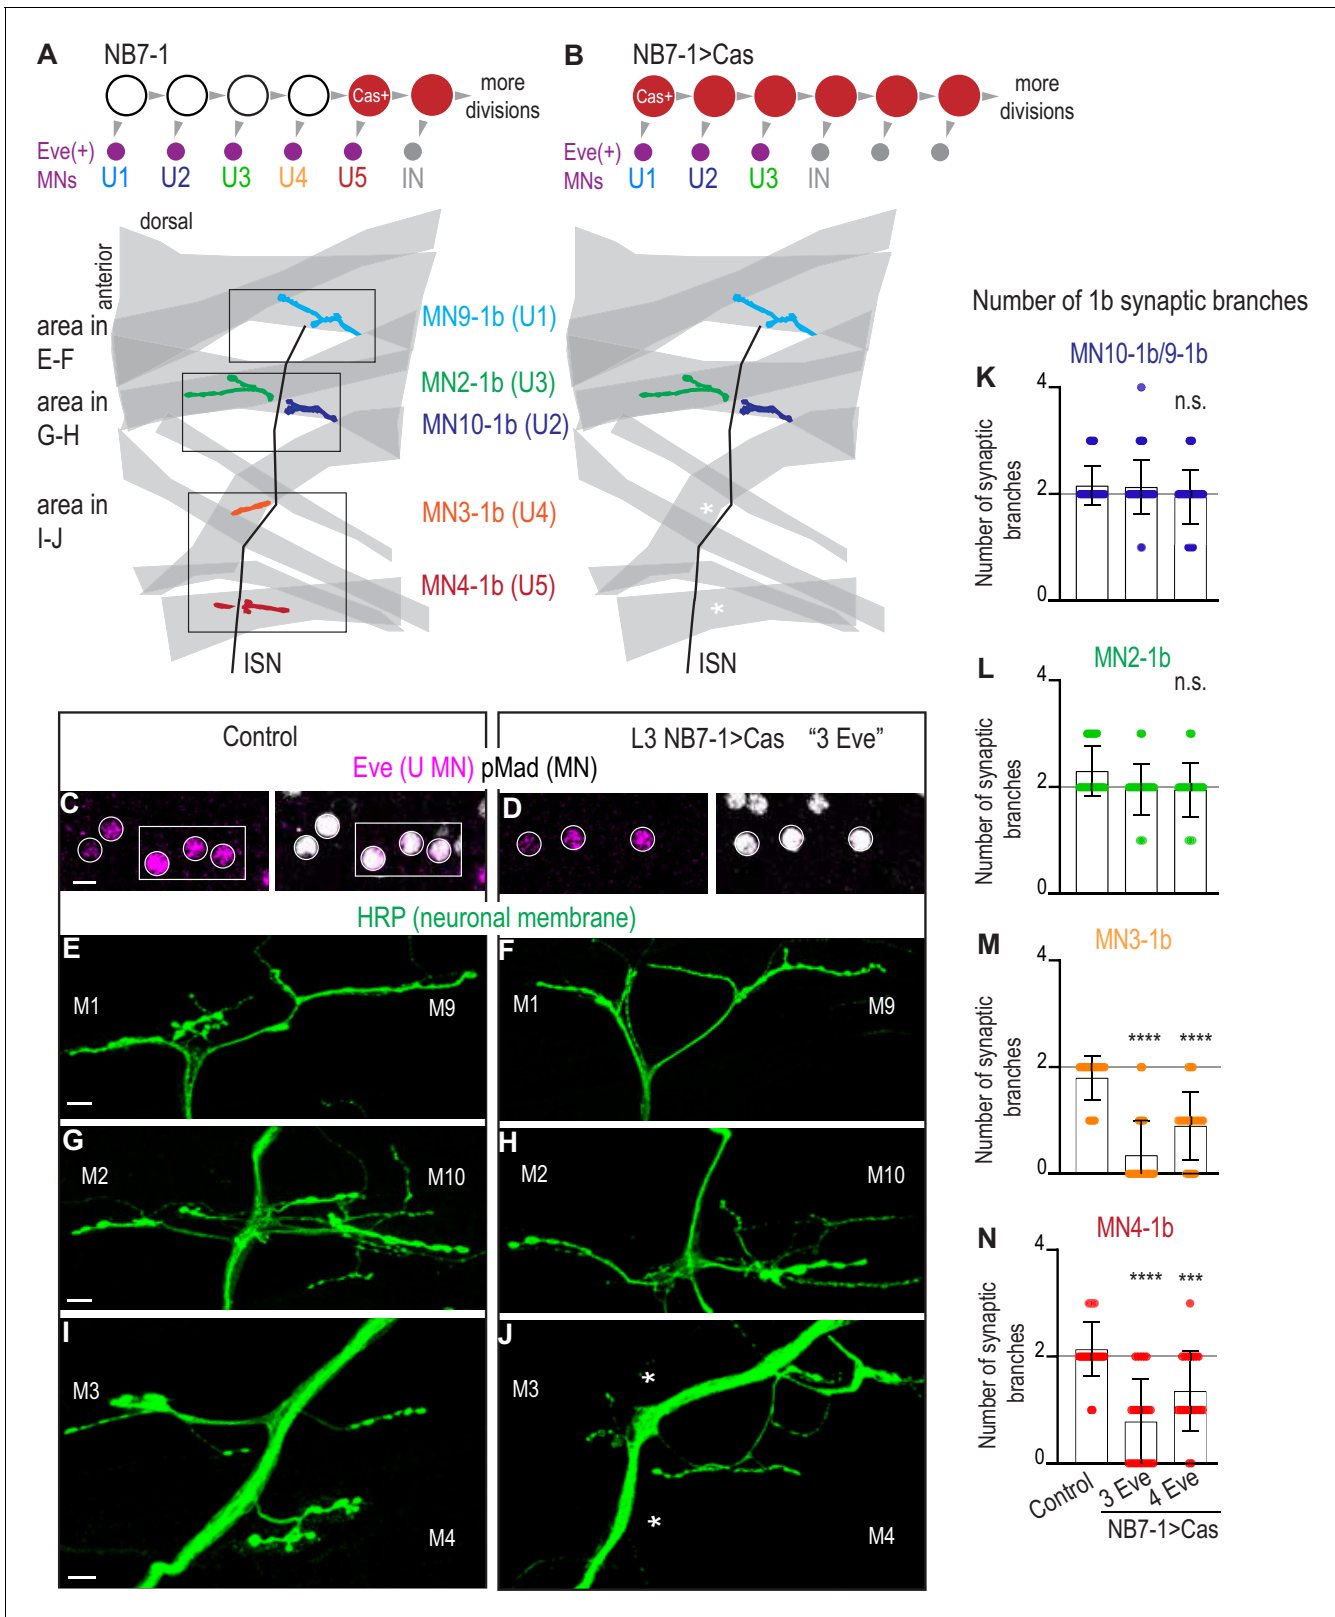 A NB7-1
Cas+
more divisions
Eve(+) MNs
U1 U2 U3 U4 U5 IN
B NB7-1>Cas
Cas+
more divisions
Eve(+) MNs
U1 U2 U3 IN
dorsal
anterior
area in E-F
area in G-H
area in I-J
MN9-1b (U1)
MN2-1b (U3)
MN10-1b (U2)
MN3-1b (U4)
MN4-1b (U5)
ISN
*
*
ISN
Control
L3 NB7-1>Cas "3 Eve"
Eve (U MN) pMad (MN)
C
D
HRP (neuronal membrane)
E
M1
M9
F
M1
M9
G
M2
M10
H
M2
M10
I
M3
M4
J
M3
*
*
M4
Number of 1b synaptic branches
K
MN10-1b/9-1b
n.s.
Number of synaptic branches
4
2
0
L
MN2-1b
n.s.
Number of synaptic branches
4
2
0
M
MN3-1b
**** ****
Number of synaptic branches
4
2
0
N
MN4-1b
**** ***
Number of synaptic branches
4
2
0
Control
3 Eve
4 Eve
NB7-1>Cas